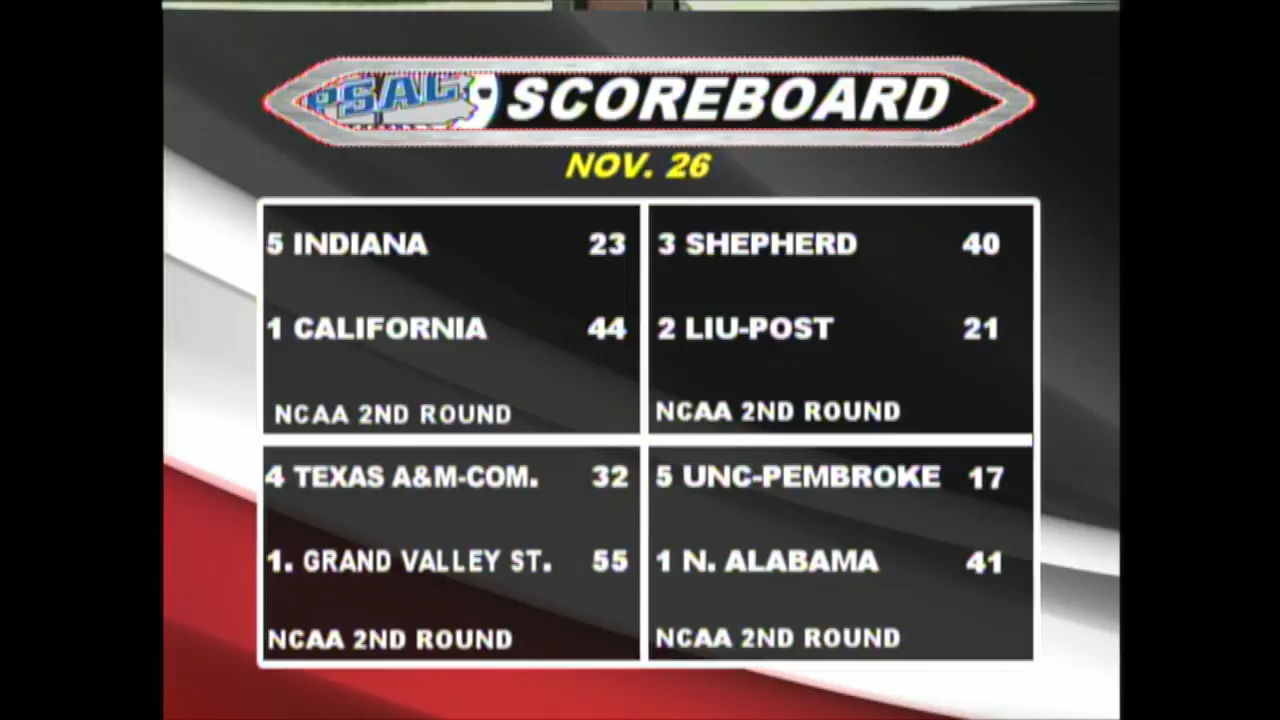 PSAC SCOREBOARD
NOV. 26
5 INDIANA 23
1 CALIFORNIA 44
NCAA 2ND ROUND
3 SHEPHERD 40
2 LIU-POST 21
NCAA 2ND ROUND
4 TEXAS A&M-COM. 32
1. GRAND VALLEY ST. 55
NCAA 2ND ROUND
5 UNC-PEMBROKE 17
1 N. ALABAMA 41
NCAA 2ND ROUND